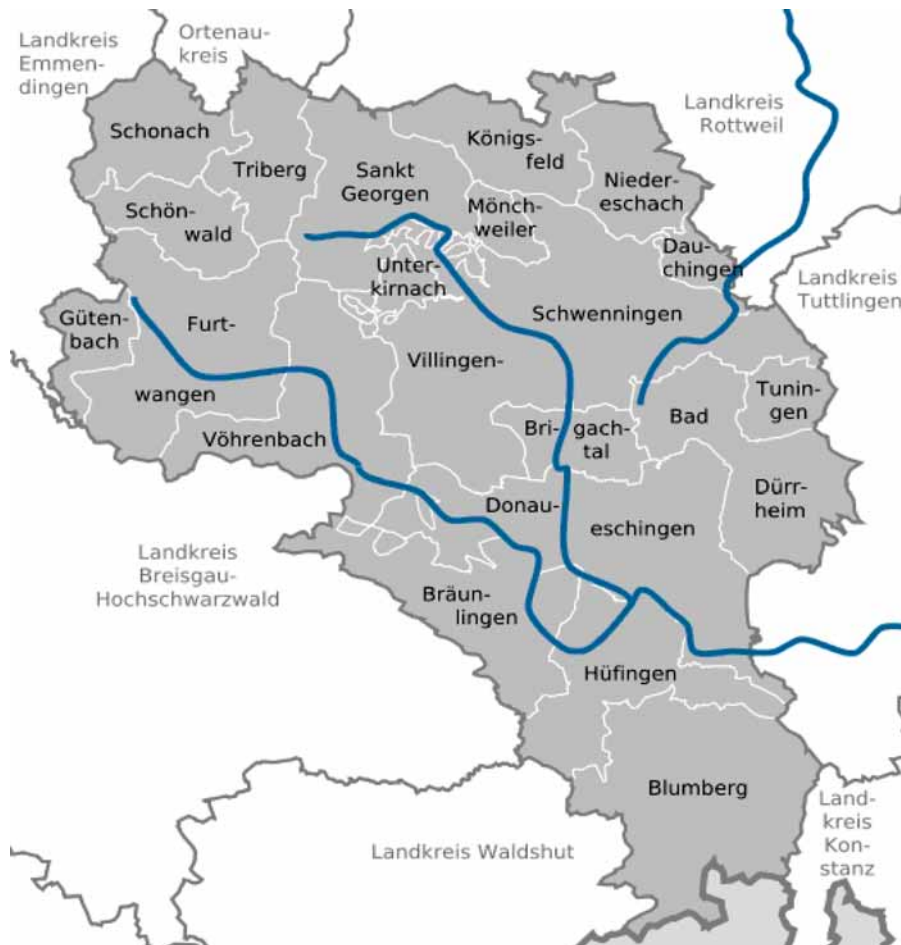 Landkreis
Emmen-
dingen
Ortenau-
kreis
Landkreis
Rottweil
Schonach
Triberg
Sankt
Georgen
Königs-
feld
Nieder-
eschach
Schön-
wald
Mönch-
weiler
Dau-
chingen
Landkreis
Tuttlingen
Unter-
kirnach
Güten-
bach
Furt-
wangen
Schwenningen
Villingen-
Tunin-
gen
Bad
Dürr-
heim
Bri-
gach-
tal
Vöhrenbach
Donau-
eschingen
Landkreis
Breisgau-
Hochschwarzwald
Bräun-
lingen
Hüfingen
Blumberg
Landkreis Waldshut
Land-
kreis
Kon-
stanz